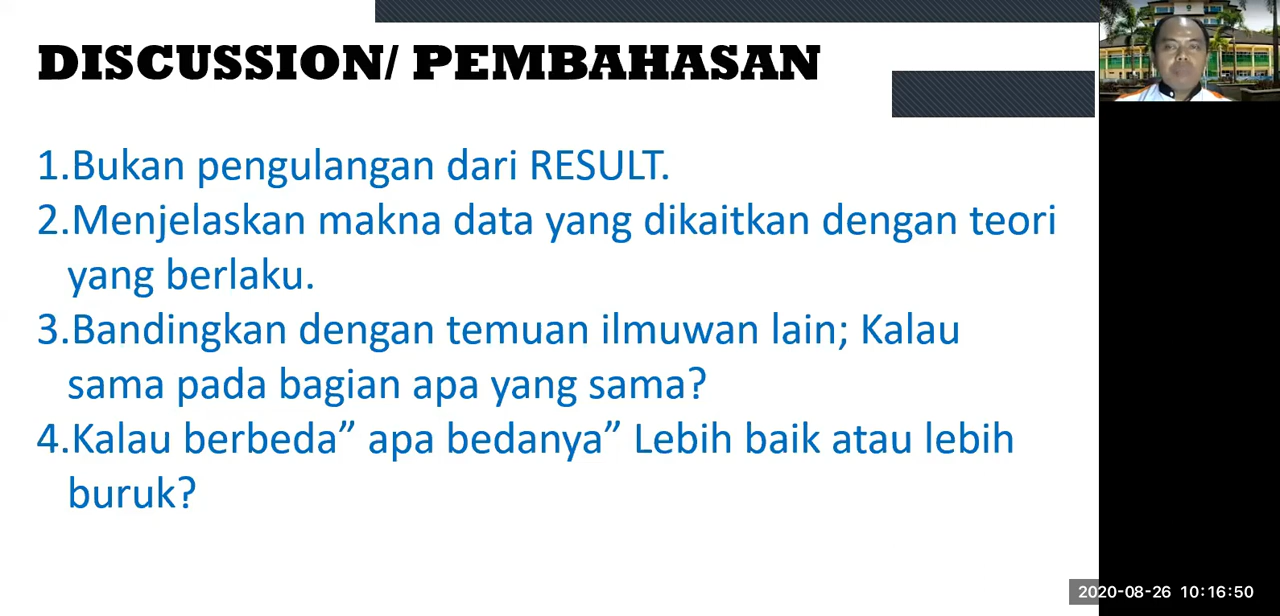 DISCUSSION/ PEMBAHASAN
1.Bukan pengulangan dari RESULT.
2.Menjelaskan makna data yang dikaitkan dengan teori
yang berlaku.
3.Bandingkan dengan temuan ilmuwan lain; Kalau
sama pada bagian apa yang sama?
4.Kalau berbeda” apa bedanya” Lebih baik atau lebih
buruk?
2020-08-26 10:16:50